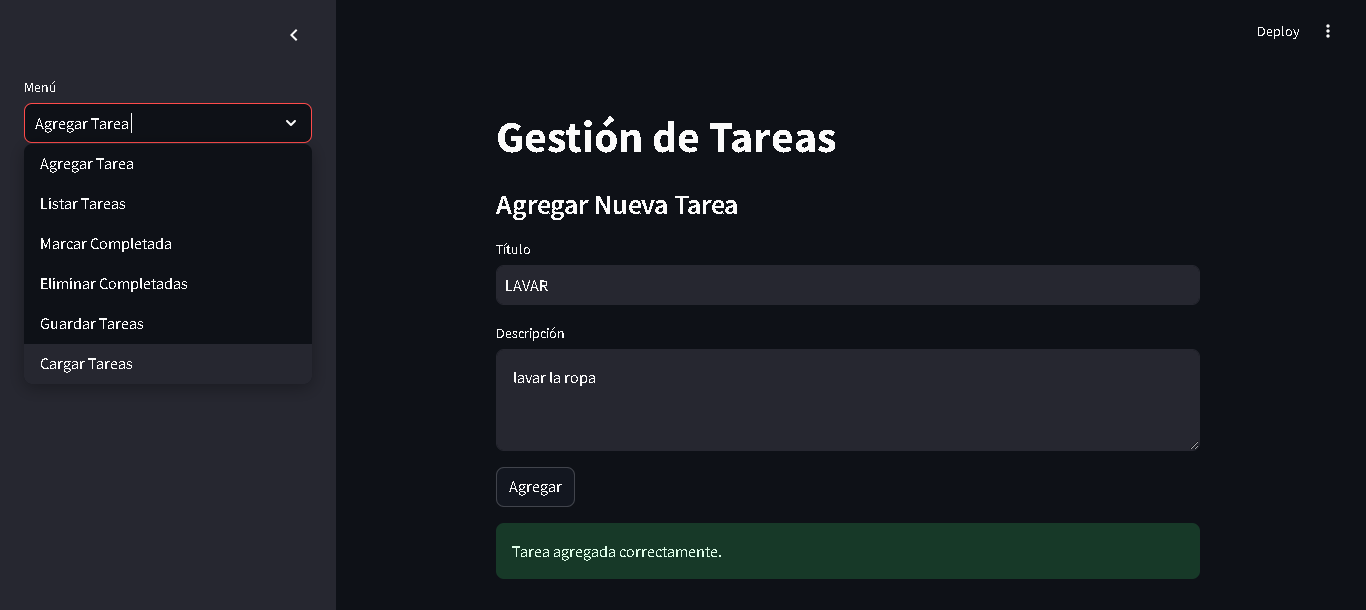 Deploy
Menú
Agregar Tarea
Agregar Tarea
Listar Tareas
Marcar Completada
Eliminar Completadas
Guardar Tareas
Cargar Tareas
Gestión de Tareas
Agregar Nueva Tarea
Título
LAVAR
Descripción
lavar la ropa
Agregar
Tarea agregada correctamente.